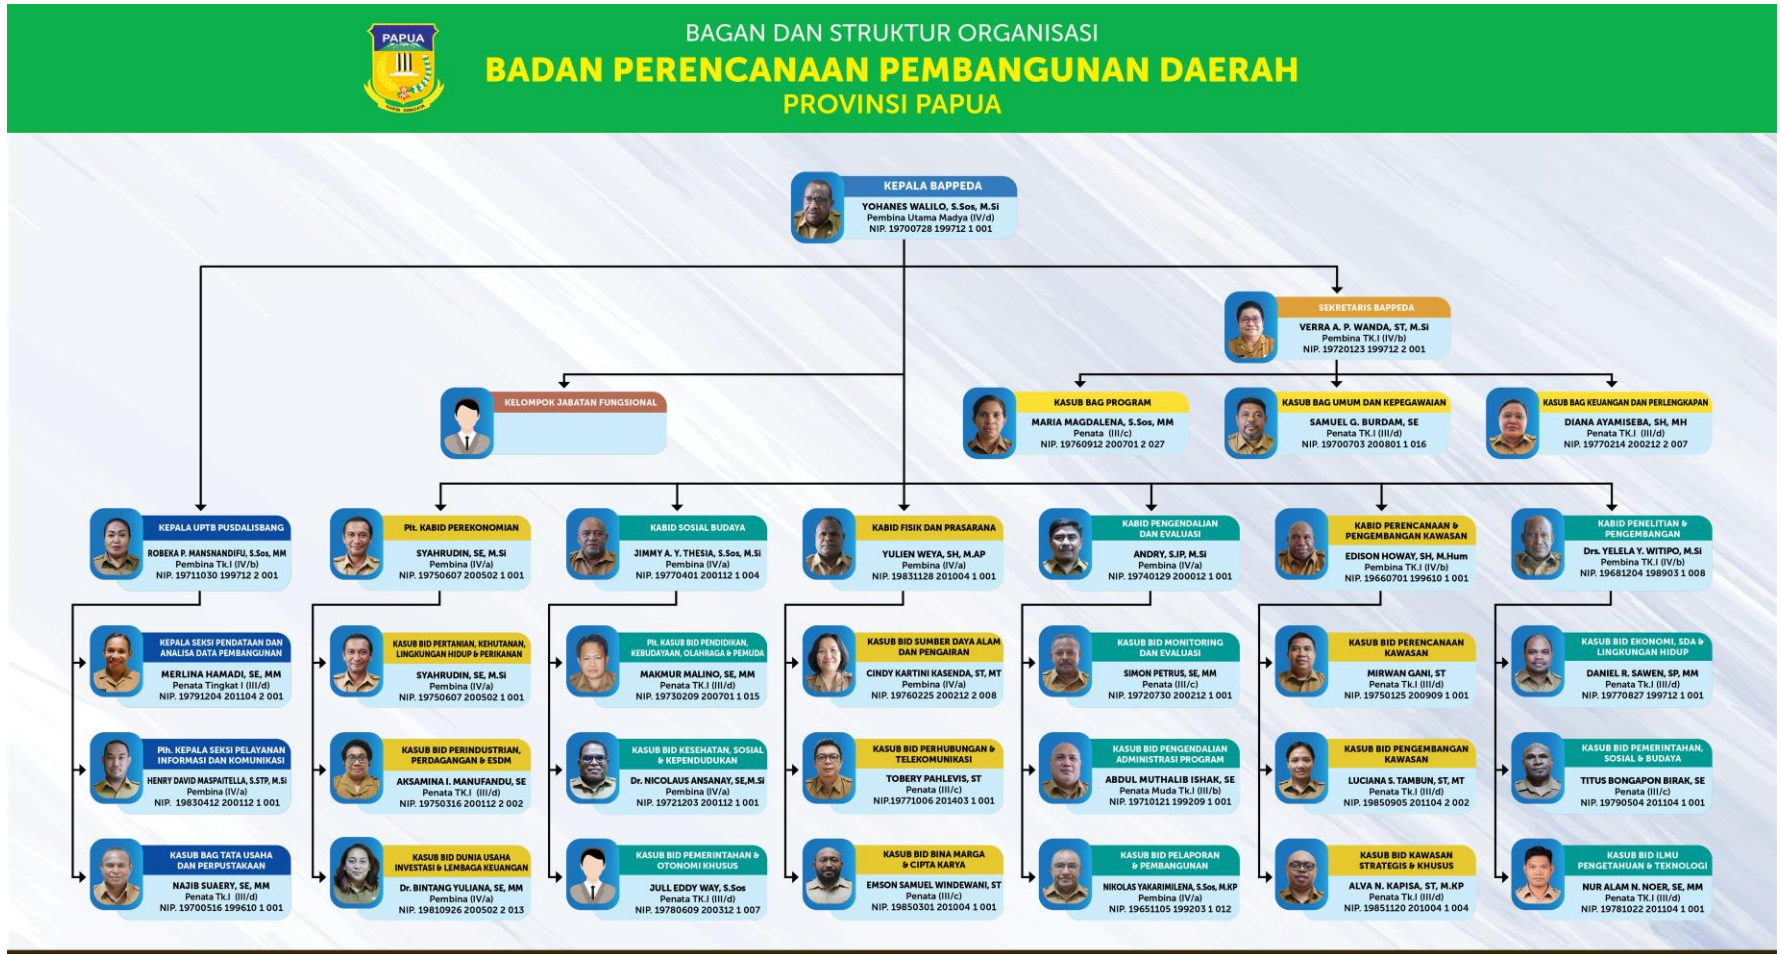 PAPUA
KARYA SWADAYA
BAGAN DAN STRUKTUR ORGANISASI
BADAN PERENCANAAN PEMBANGUNAN DAERAH
PROVINSI PAPUA
KEPALA BAPPEDA
YOHANES WALILO, S.Sos, M.Si
Pembina Utama Madya (IV/d)
NIP. 19700728 199712 1 001
SEKRETARIS BAPPEDA
VERRA A. P. WANDA, ST, M.Si
Pembina TK.I (IV/b)
NIP. 19720123 199712 2 001
KELOMPOK JABATAN FUNGSIONAL
KASUB BAG PROGRAM
MARIA MAGDALENA, S.Sos, MM
Penata (III/c)
NIP. 19760912 200701 2 027
KASUB BAG UMUM DAN KEPEGAWAIAN
SAMUEL G. BURDAM, SE
Penata TK.I (III/d)
NIP. 19700703 200801 1 016
KASUB BAG KEUANGAN DAN PERLENGKAPAN
DIANA AYAMISEBA, SH, MH
Penata TK.I (III/d)
NIP. 19770214 200212 2 007
KEPALA UPTB PUSDALISBANG
ROBEKA P. MANSNANDIFU, S.Sos, MM
Pembina Tk.I (IV/b)
NIP. 19711030 199712 2 001
Plt. KABID PEREKONOMIAN
SYAHRUDIN, SE, M.Si
Pembina (IV/a)
NIP. 19750607 200502 1 001
KABID SOSIAL BUDAYA
JIMMY A. Y. THESIA, S.Sos, M.Si
Pembina (IV/a)
NIP. 19770401 200112 1 004
KABID FISIK DAN PRASARANA
YULIEN WEYA, SH, M.AP
Pembina (IV/a)
NIP. 19831128 201004 1 001
KABID PENGENDALIAN
DAN EVALUASI
ANDRY, S.IP, M.Si
Pembina (IV/a)
NIP. 19740129 200012 1 001
KABID PERENCANAAN &
PENGEMBANGAN KAWASAN
EDISON HOWAY, SH, M.Hum
Pembina TK.I (IV/b)
NIP. 19660701 199610 1 001
KABID PENELITIAN &
PENGEMBANGAN
Drs. YELELA Y. WITIPO, M.Si
Pembina TK.I (IV/b)
NIP. 19681204 198903 1 008
KEPALA SEKSI PENDATAAN DAN
ANALISA DATA PEMBANGUNAN
MERLINA HAMADI, SE, MM
Penata Tingkat I (III/d)
NIP. 19791204 201104 2 001
KASUB BID PERTANIAN, KEHUTANAN,
LINGKUNGAN HIDUP & PERIKANAN
SYAHRUDIN, SE, M.Si
Pembina (IV/a)
NIP. 19750607 200502 1 001
Plt. KASUB BID PENDIDIKAN,
KEBUDAYAAN, OLAHRAGA & PEMUDA
MAKMUR MALINO, SE, MM
Penata TK.I (III/d)
NIP. 19730209 200701 1 015
KASUB BID SUMBER DAYA ALAM
DAN PENGAIRAN
CINDY KARTINI KASENDA, ST, MT
Pembina (IV/a)
NIP. 19760225 200212 2 008
KASUB BID MONITORING
DAN EVALUASI
SIMON PETRUS, SE, MM
Penata (III/c)
NIP. 19720730 200212 1 001
KASUB BID PERENCANAAN
KAWASAN
MIRWAN GANI, ST
Penata Tk.I (III/d)
NIP. 19750125 200909 1 001
KASUB BID EKONOMI, SDA &
LINGKUNGAN HIDUP
DANIEL R. SAWEN, SP, MM
Penata Tk.I (III/d)
NIP. 19770827 199712 1 001
Plh. KEPALA SEKSI PELAYANAN
INFORMASI DAN KOMUNIKASI
HENRY DAVID MASPAITELLA, S.STP, M.Si
Pembina (IV/a)
NIP. 19830412 200112 1 001
KASUB BID PERINDUSTRIAN,
PERDAGANGAN & ESDM
AKSAMINA I. MANUFANDU, SE
Penata TK.I (III/d)
NIP. 19750316 200112 2 002
KASUB BID KESEHATAN, SOSIAL
& KEPENDUDUKAN
Dr. NICOLAUS ANSANAY, SE,M.Si
Pembina (IV/a)
NIP. 19721203 200112 1 001
KASUB BID PERHUBUNGAN &
TELEKOMUNIKASI
TOBERY PAHLEVIS, ST
Penata (III/c)
NIP.19771006 201403 1 001
KASUB BID PENGENDALIAN
ADMINISTRASI PROGRAM
ABDUL MUTHALIB ISHAK, SE
Penata Muda Tk.I (III/b)
NIP. 19710121 199209 1 001
KASUB BID PENGEMBANGAN
KAWASAN
LUCIANA S. TAMBUN, ST, MT
Penata Tk.I (III/d)
NIP. 19850905 201104 2 002
KASUB BID PEMERINTAHAN,
SOSIAL & BUDAYA
TITUS BONGAPON BIRAK, SE
Penata (III/c)
NIP. 19790504 201104 1 001
KASUB BAG TATA USAHA
DAN PERPUSTAKAAN
NAJIB SUAERY, SE, MM
Penata Tk.I (III/d)
NIP. 19700516 199610 1 001
KASUB BID DUNIA USAHA
INVESTASI & LEMBAGA KEUANGAN
Dr. BINTANG YULIANA, SE, MM
Pembina (IV/a)
NIP. 19810926 200502 2 013
KASUB BID PEMERINTAHAN &
OTONOMI KHUSUS
JULL EDDY WAY, S.Sos
Penata TK.I (III/d)
NIP. 19780609 200312 1 007
KASUB BID BINA MARGA
& CIPTA KARYA
EMSON SAMUEL WINDEWANI, ST
Penata (III/c)
NIP. 19850301 201004 1 001
KASUB BID PELAPORAN
& PEMBANGUNAN
NIKOLAS YAKARIMILENA, S.Sos, M.KP
Pembina (IV/a)
NIP. 19651105 199203 1 012
KASUB BID KAWASAN
STRATEGIS & KHUSUS
ALVA N. KAPISA, ST, M.KP
Penata Tk.I (III/d)
NIP. 19851120 201004 1 004
KASUB BID ILMU
PENGETAHUAN & TEKNOLOGI
NUR ALAM N. NOER, SE, MM
Penata TK.I (III/d)
NIP. 19781022 201104 1 001